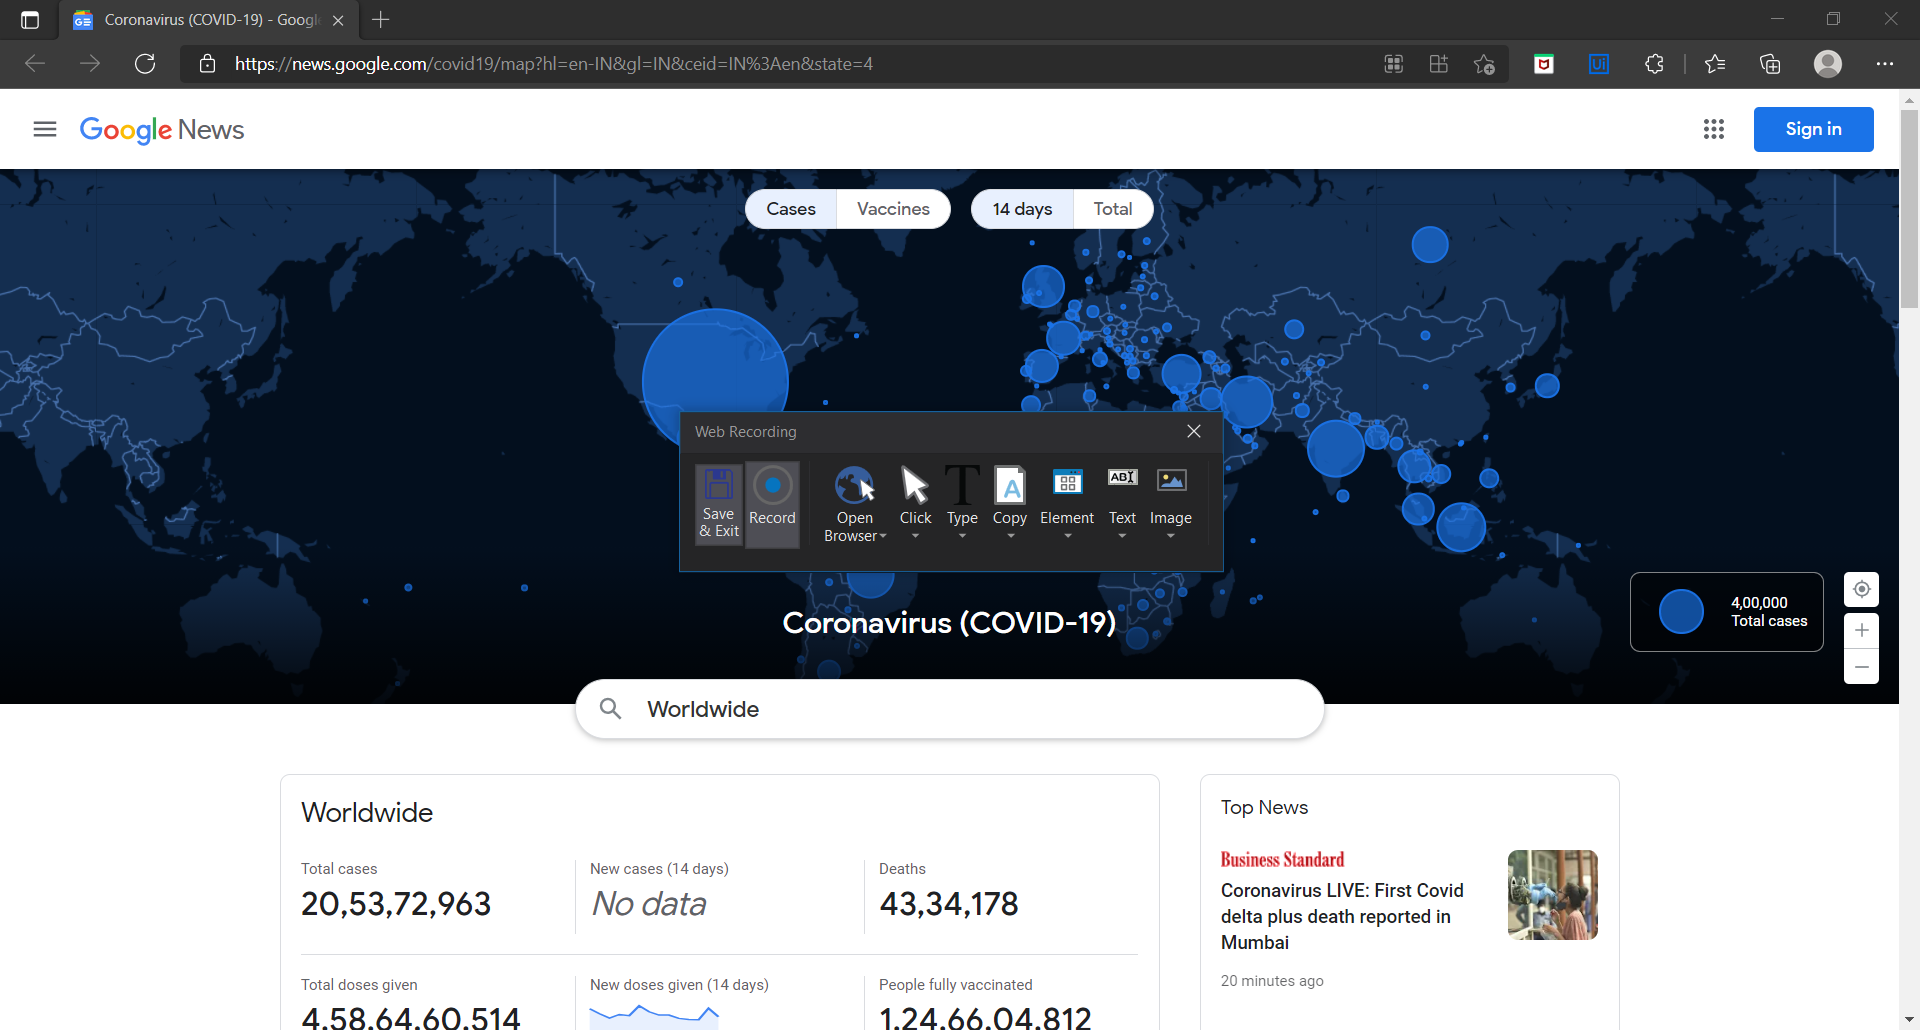 Coronavirus (COVID-19) - Googl
https://news.google.com/covid19/map?hl=en-IN&gl=IN&ceid=IN%3Aen&state=4
Ui
Google News
Sign in
Cases
Vaccines
14 days
Total
Web Recording
Save
& Exit
Record
Open
Browser
Click
Type
Copy
Element
Text
Image
Coronavirus (COVID-19)
4,00,000
Total cases
Worldwide
Worldwide
Total cases
20,53,72,963
New cases (14 days)
No data
Deaths
43,34,178
Total doses given
4,58,64,60,514
New doses given (14 days)
People fully vaccinated
1,24,66,04,812
Top News
Business Standard
Coronavirus LIVE: First Covid
delta plus death reported in
Mumbai
20 minutes ago